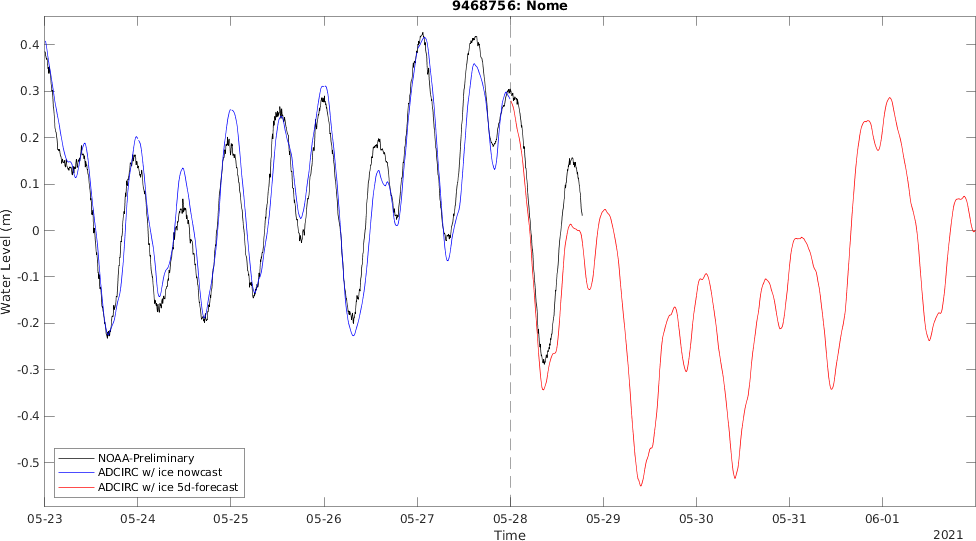 9468756: Nome
Water Level (m)
0.4
0.3
0.2
0.1
0
-0.1
-0.2
-0.3
-0.4
-0.5
NOAA-Preliminary
ADCIRC w/ ice nowcast
ADCIRC w/ ice 5d-forecast
05-23 05-24 05-25 05-26 05-27 05-28 05-29 05-30 05-31 06-01
Time
2021